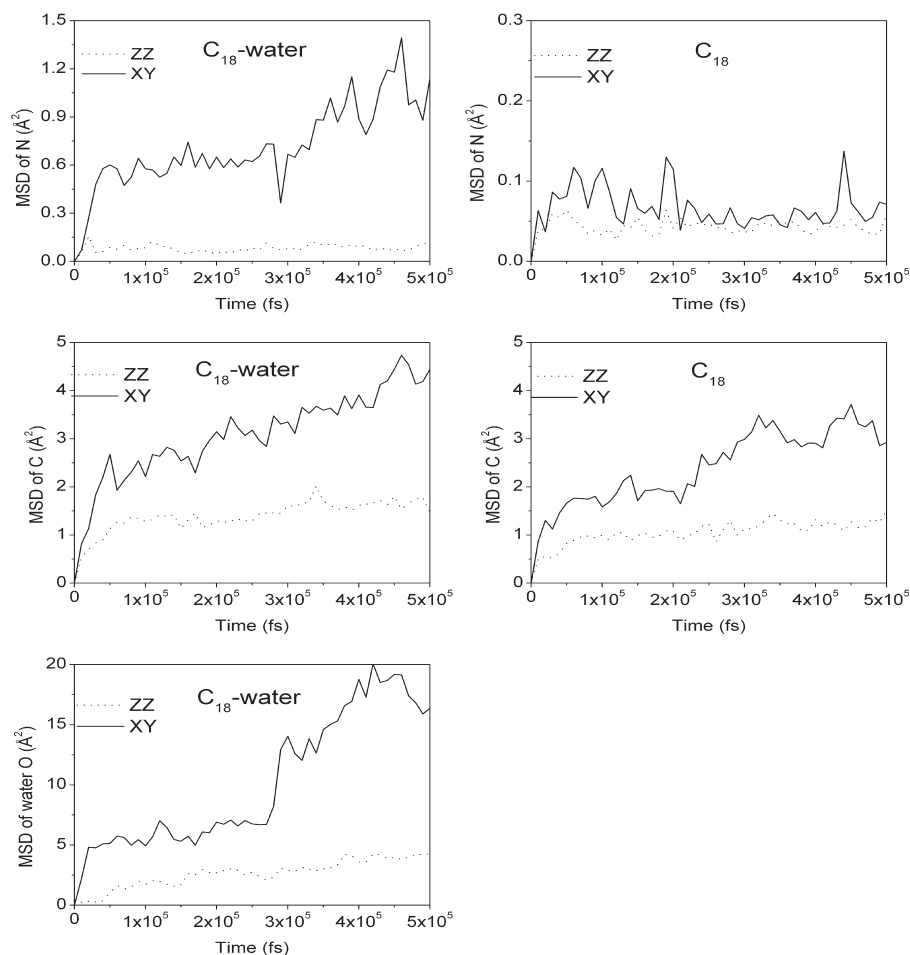 MSD of N (Å²)
1.5
1.2
0.9
0.6
0.3
0.0
ZZ
XY
C₁₈-water
0 1x10⁵ 2x10⁵ 3x10⁵ 4x10⁵ 5x10⁵
Time (fs)
MSD of N (Å²)
0.3
0.2
0.1
0.0
ZZ
XY
C₁₈
0 1x10⁵ 2x10⁵ 3x10⁵ 4x10⁵ 5x10⁵
Time (fs)
MSD of C (Å²)
5
4
3
2
1
0
ZZ
XY
C₁₈-water
0 1x10⁵ 2x10⁵ 3x10⁵ 4x10⁵ 5x10⁵
Time (fs)
MSD of C (Å²)
5
4
3
2
1
0
ZZ
XY
C₁₈
0 1x10⁵ 2x10⁵ 3x10⁵ 4x10⁵ 5x10⁵
Time (fs)
MSD of water O (Å²)
20
15
10
5
0
ZZ
XY
C₁₈-water
0 1x10⁵ 2x10⁵ 3x10⁵ 4x10⁵ 5x10⁵
Time (fs)